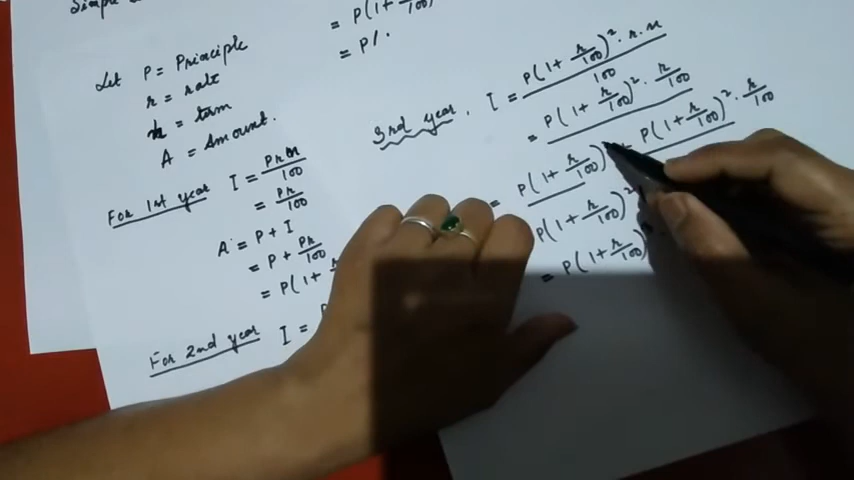 Simple
Let P = Principle
r = rate
n = term
A = Amount.
For 1st year I = Prn/100
= Pr/100
A = P + I
= P + Pr/100
= P(1 + r
For 2nd year I =
= P(1 + r/100)
= P
3rd year. I = P(1 + r/100)² · r · n / 100
= P(1 + r/100)² · r/100
= P(1 + r/100)² + P(1 + r/100)² · r/100
P(1 + r/100)²
= P(1 + r/100)